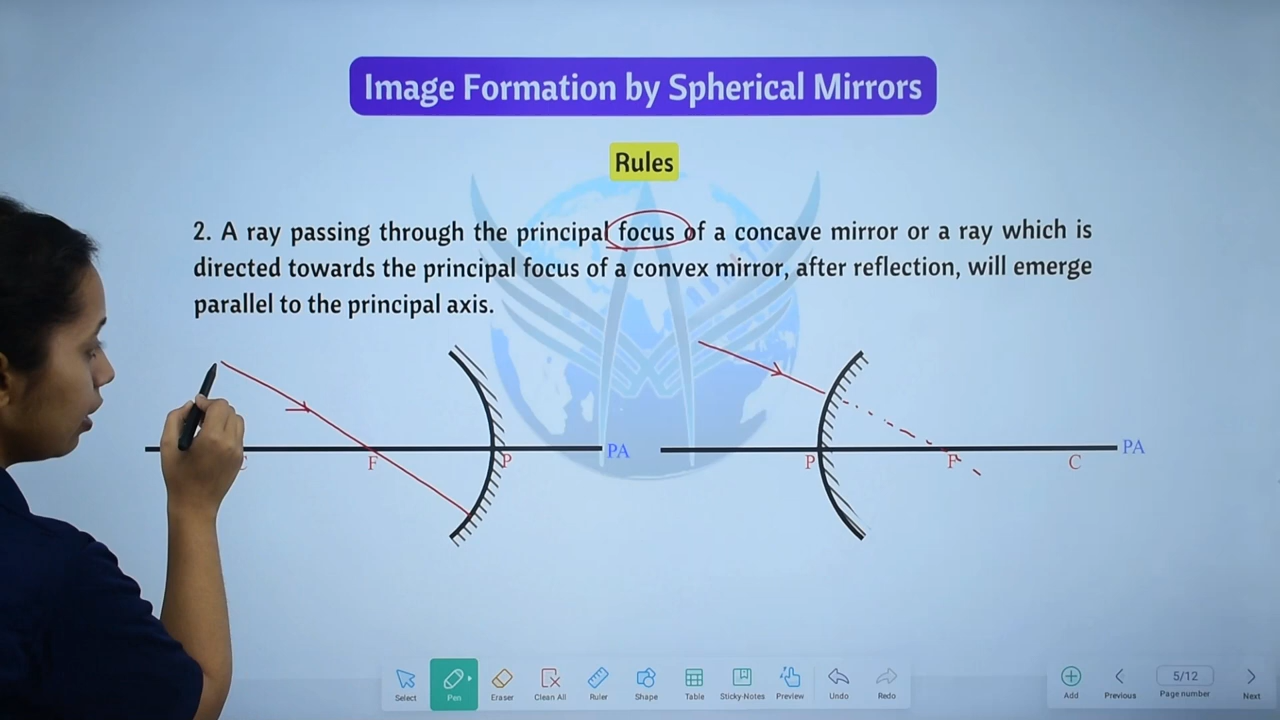 Image Formation by Spherical Mirrors
Rules
2. A ray passing through the principal focus of a concave mirror or a ray which is
directed towards the principal focus of a convex mirror, after reflection, will emerge
parallel to the principal axis.
C F P PA
P F C PA
Select Pen Eraser Clean All Ruler Shape Table Sticky-Notes Preview Undo Redo
Add Previous 5/12 Page number Next